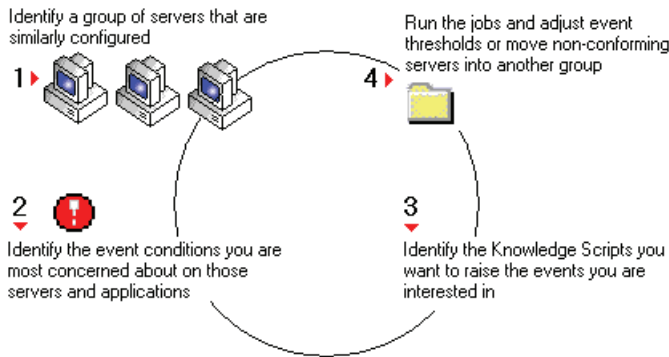 Identify a group of servers that are
similarly configured
1
2
Identify the event conditions you are
most concerned about on those
servers and applications
3
Identify the Knowledge Scripts you
want to raise the events you are
interested in
4
Run the jobs and adjust event
thresholds or move non-conforming
servers into another group